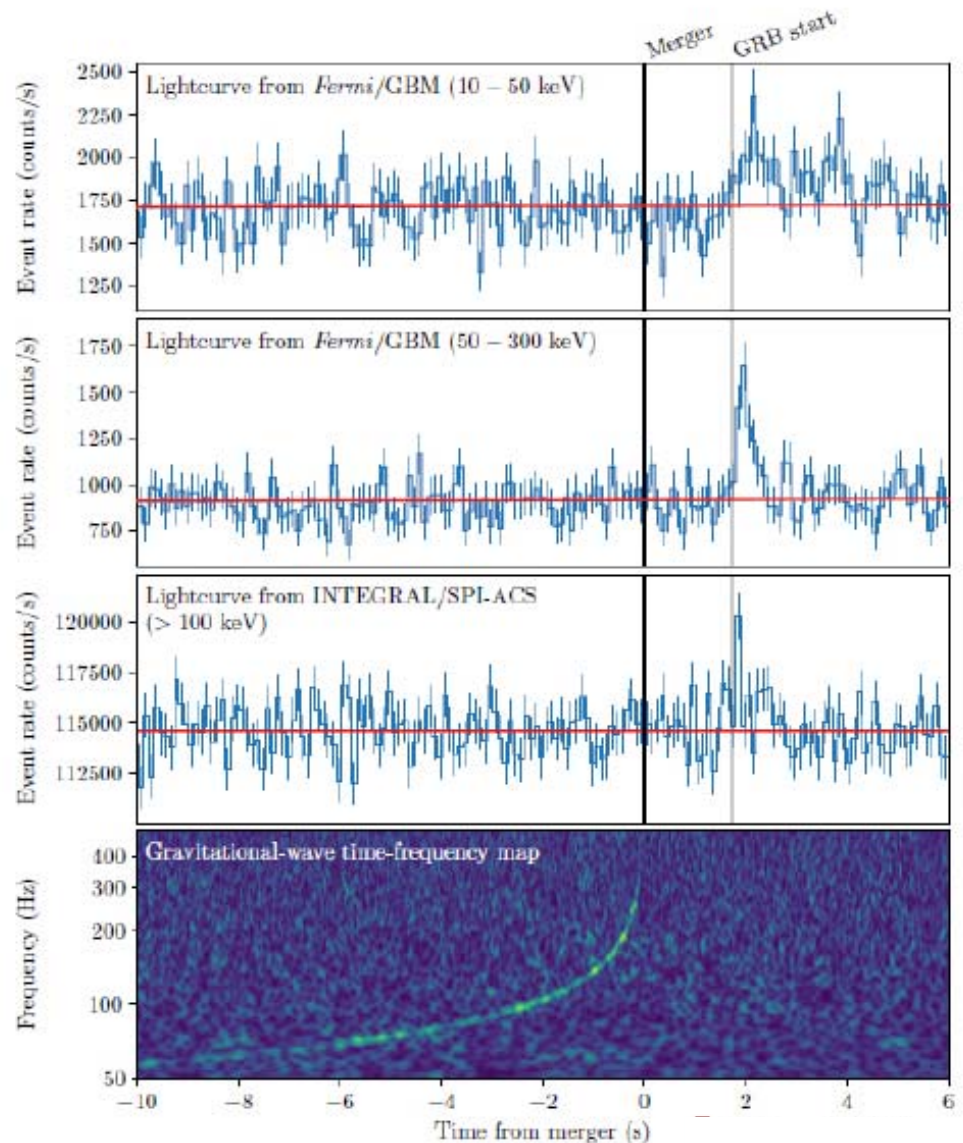 Merger GRB start
Lightcurve from Fermi/GBM (10 – 50 keV)
Event rate (counts/s)
2500
2250
2000
1750
1500
1250
Lightcurve from Fermi/GBM (50 – 300 keV)
Event rate (counts/s)
1750
1500
1250
1000
750
Lightcurve from INTEGRAL/SPI-ACS
(> 100 keV)
Event rate (counts/s)
120000
117500
115000
112500
Gravitational-wave time-frequency map
Frequency (Hz)
400
300
200
100
50
−10 −8 −6 −4 −2 0 2 4 6
Time from merger (s)